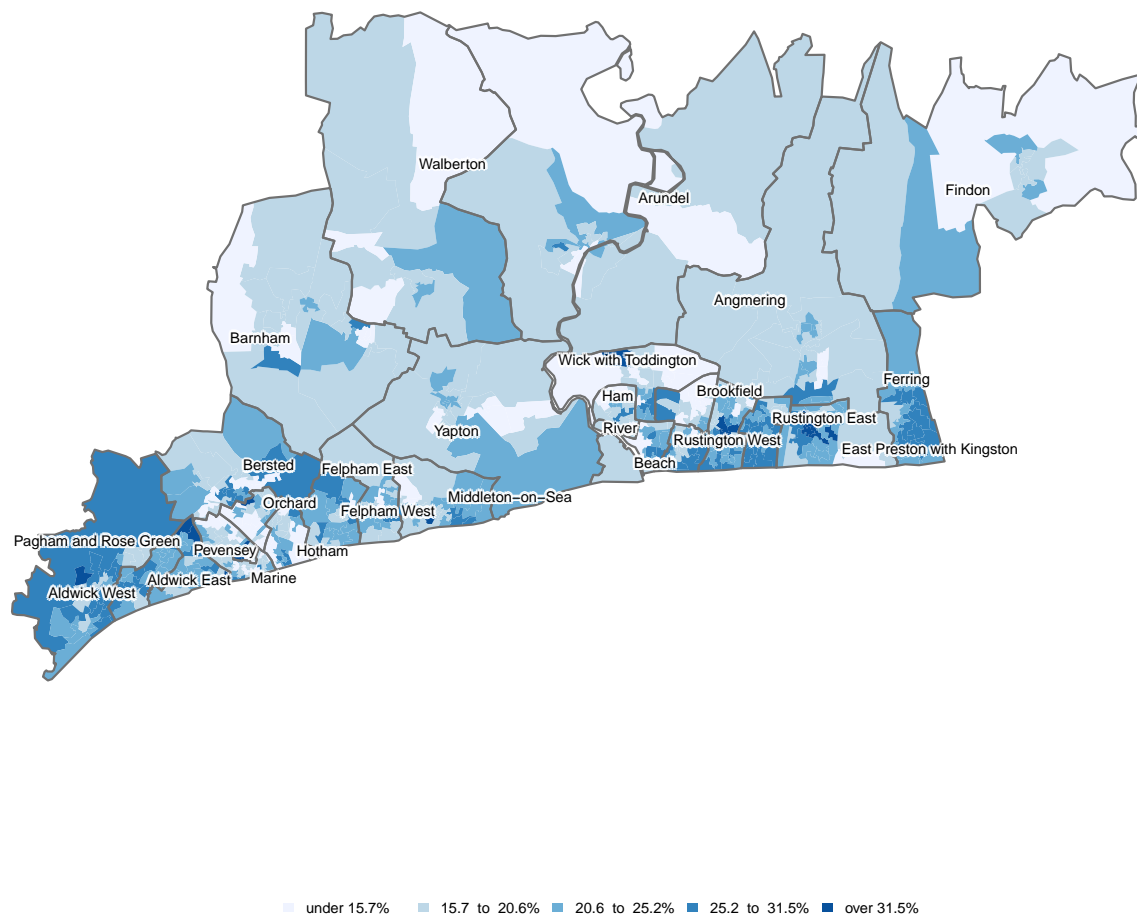 Walberton
Arundel
Findon
Angmering
Barnham
Wick with Toddington
Ferring
Brookfield
Ham
Rustington East
River
Yapton
Rustington West
East Preston with Kingston
Beach
Bersted
Felpham East
Middleton−on−Sea
Orchard
Felpham West
Pagham and Rose Green
Pevensey
Hotham
Aldwick East
Marine
Aldwick West
under 15.7%
15.7 to 20.6%
20.6 to 25.2%
25.2 to 31.5%
over 31.5%